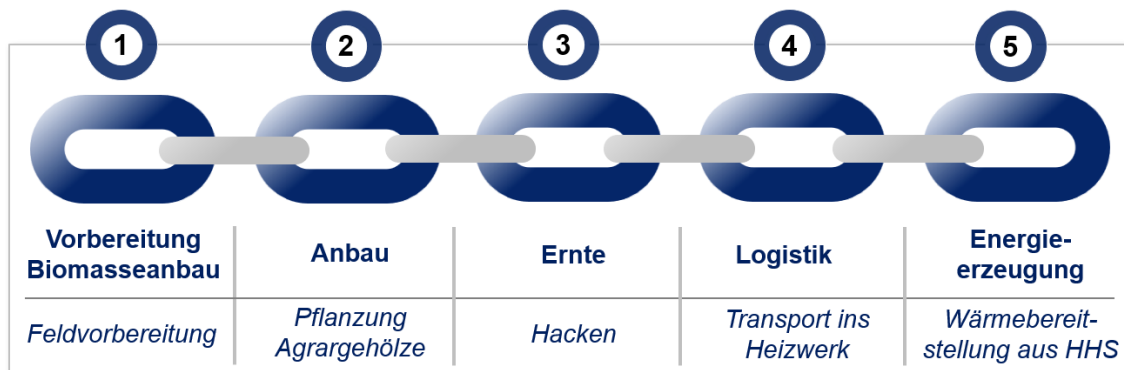 1
2
3
4
5
Vorbereitung
Biomasseanbau
Anbau
Ernte
Logistik
Energie-
erzeugung
Feldvorbereitung
Pflanzung
Agrargehölze
Hacken
Transport ins
Heizwerk
Wärmebereit-
stellung aus HHS